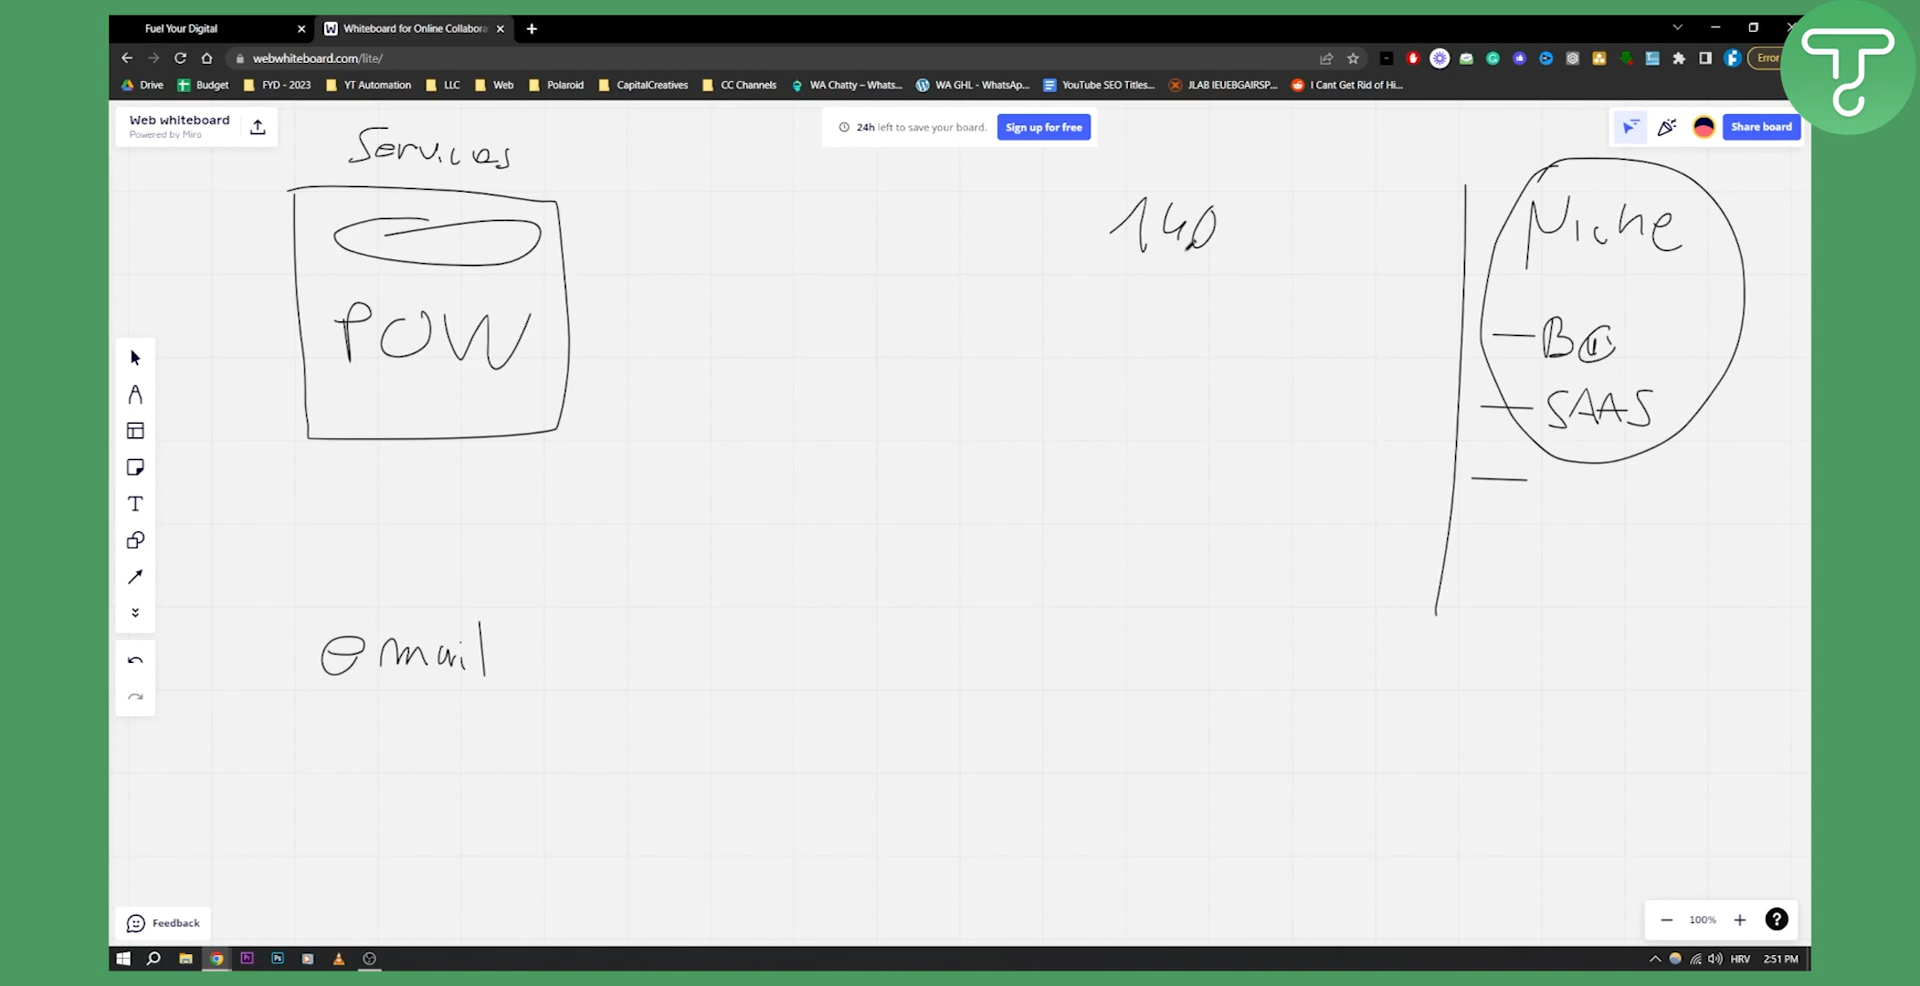 Fuel Your Digital
Whiteboard for Online Collabora
webwhiteboard.com/lite/
Error
Drive
Budget
FYD - 2023
YT Automation
LLC
Web
Polaroid
CapitalCreatives
CC Channels
WA Chatty – Whats...
WA GHL - WhatsAp...
YouTube SEO Titles...
JLAB IEUEBGAIRSP...
I Cant Get Rid of Hi...
Web whiteboard
Powered by Miro
24h left to save your board.
Sign up for free
Share board
Services
140
Niche
POW
SAAS
email
Feedback
100%
HRV
2:51 PM